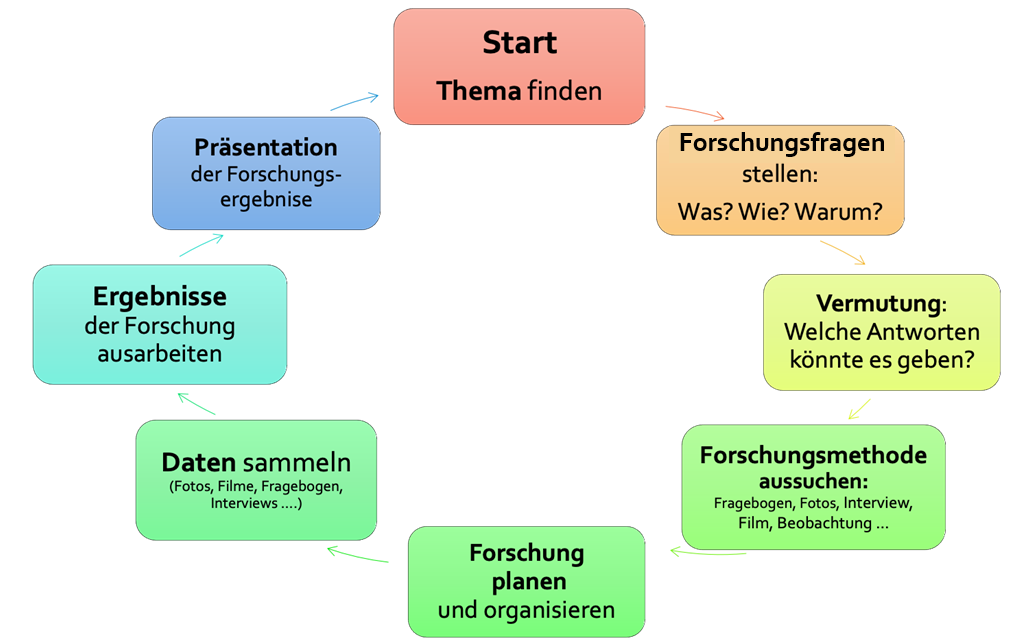 Start
Thema finden
Forschungsfragen
stellen:
Was? Wie? Warum?
Vermutung:
Welche Antworten
könnte es geben?
Forschungsmethode
aussuchen:
Fragebogen, Fotos, Interview,
Film, Beobachtung ...
Forschung
planen
und organisieren
Daten sammeln
(Fotos, Filme, Fragebogen,
Interviews ....)
Ergebnisse
der Forschung
ausarbeiten
Präsentation
der Forschungs-
ergebnise